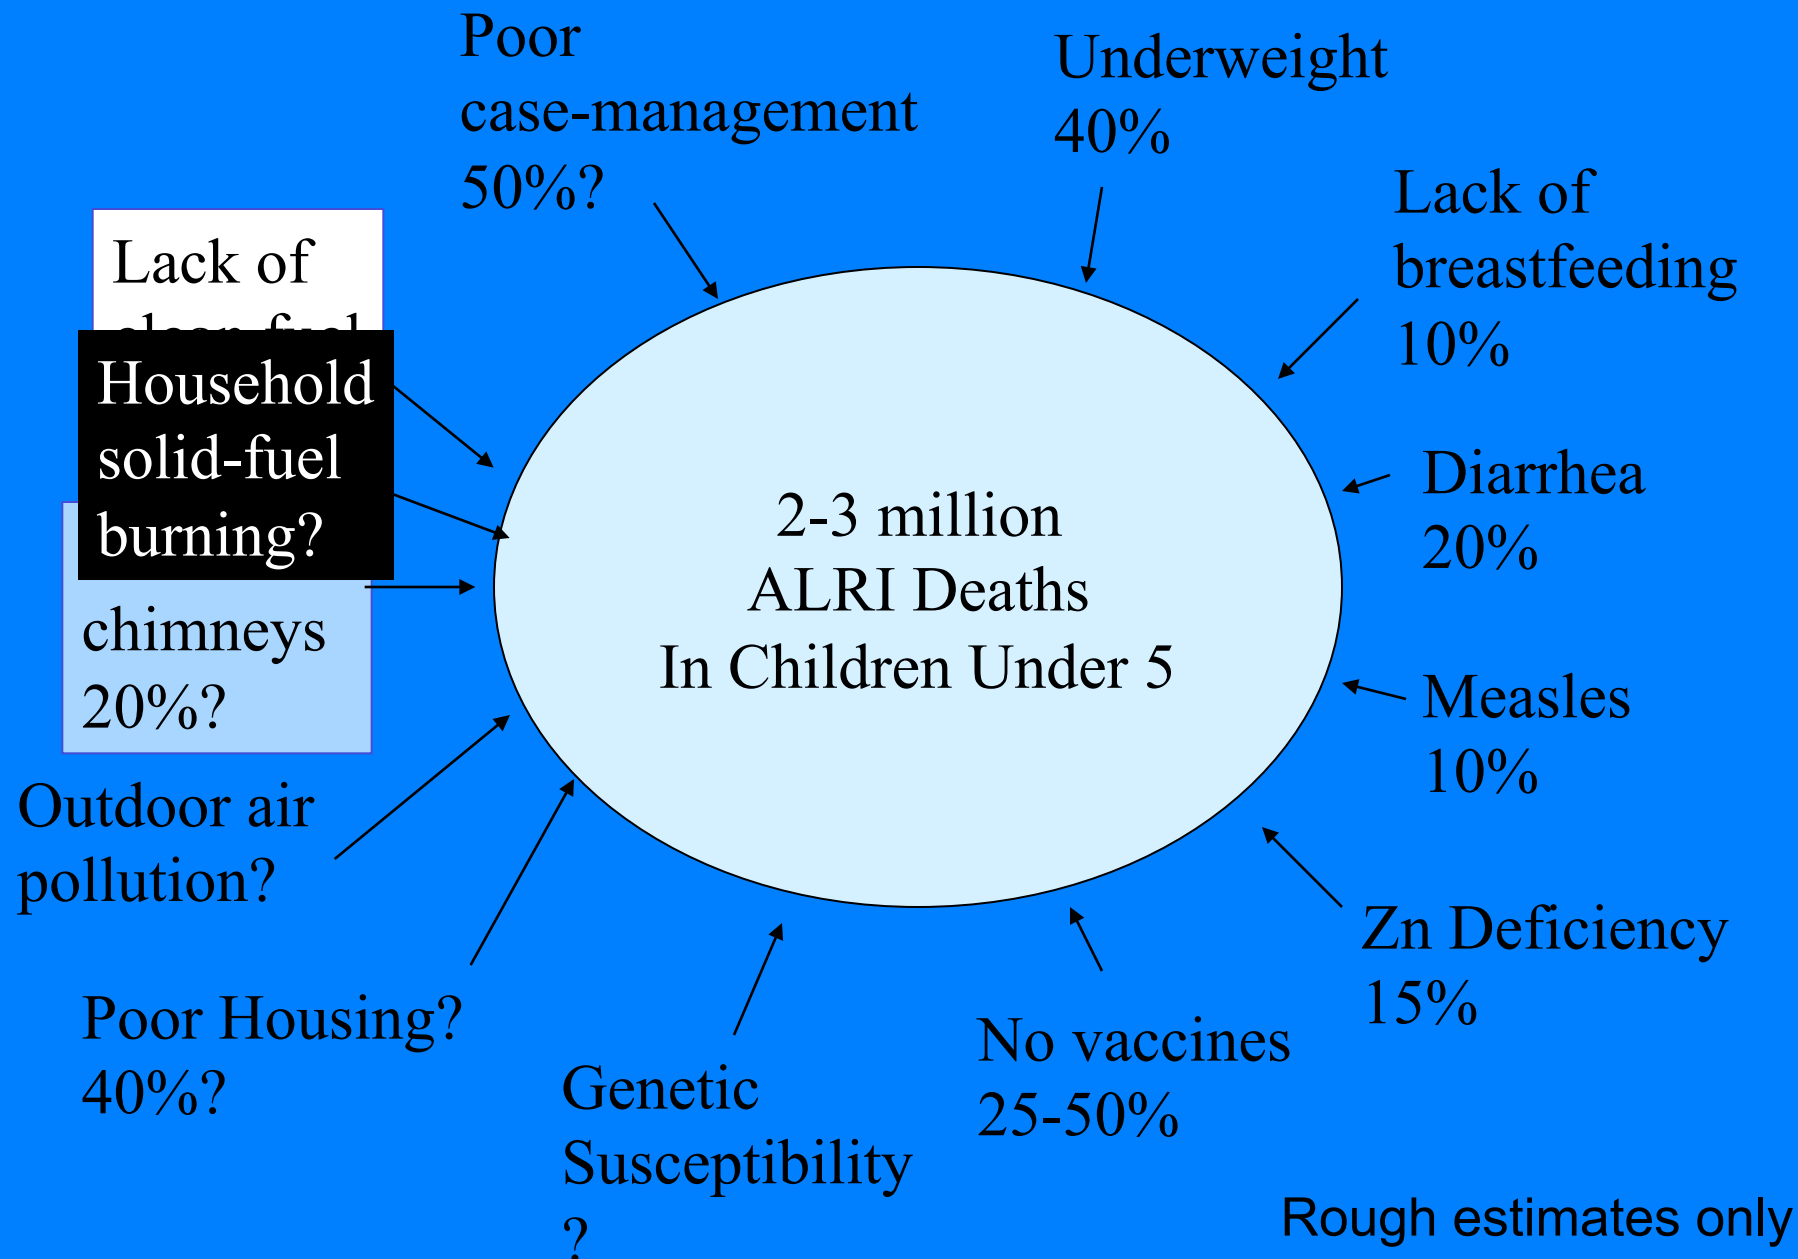 Poor
case-management
50%?
Underweight
40%
Lack of
breastfeeding
10%
Lack of
clean fuel
Household
solid-fuel
burning?
chimneys
20%?
Diarrhea
20%
2-3 million
ALRI Deaths
In Children Under 5
Measles
10%
Outdoor air
pollution?
Zn Deficiency
15%
Poor Housing?
40%?
No vaccines
25-50%
Genetic
Susceptibility
?
Rough estimates only